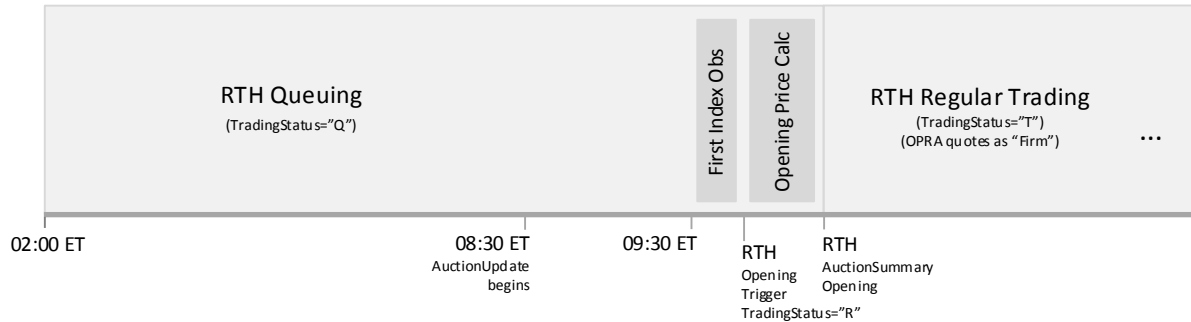 RTH Queuing
(TradingStatus="Q")
First Index Obs
Opening Price Calc
RTH Regular Trading
(TradingStatus="T")
(OPRA quotes as "Firm")
...
02:00 ET
08:30 ET
AuctionUpdate
begins
09:30 ET
RTH
Opening
Trigger
TradingStatus="R"
RTH
AuctionSummary
Opening